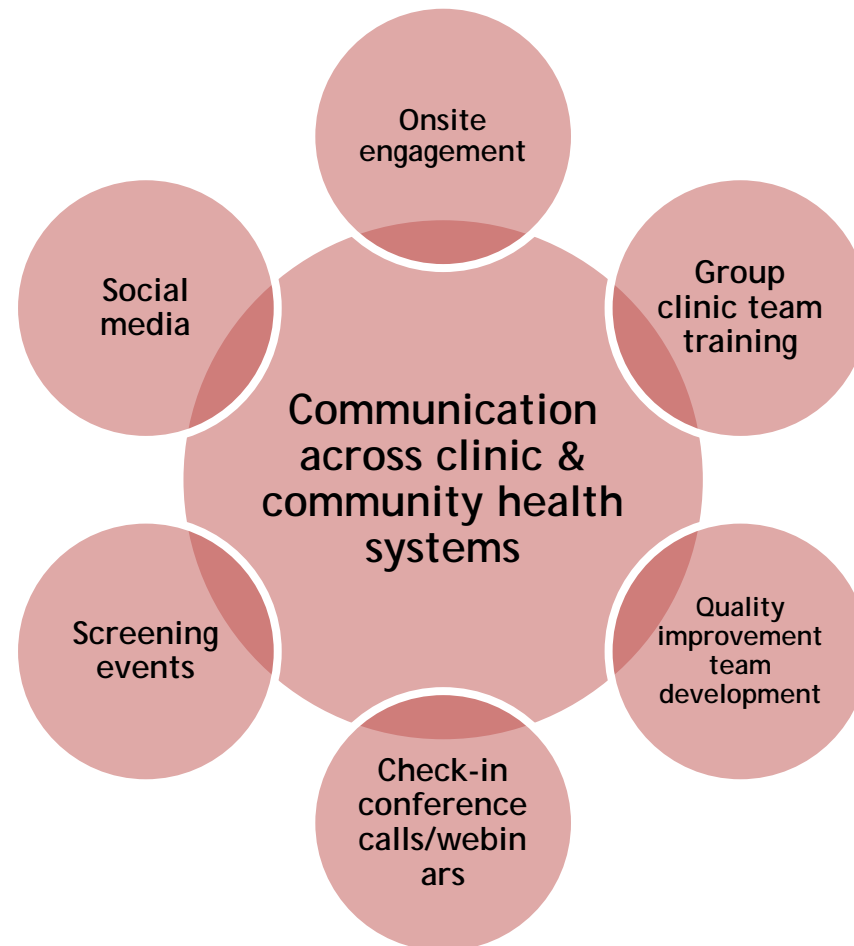 Onsite
engagement
Group
clinic team
training
Social
media
Communication
across clinic &
community health
systems
Quality
improvement
team
development
Screening
events
Check-in
conference
calls/webin
ars